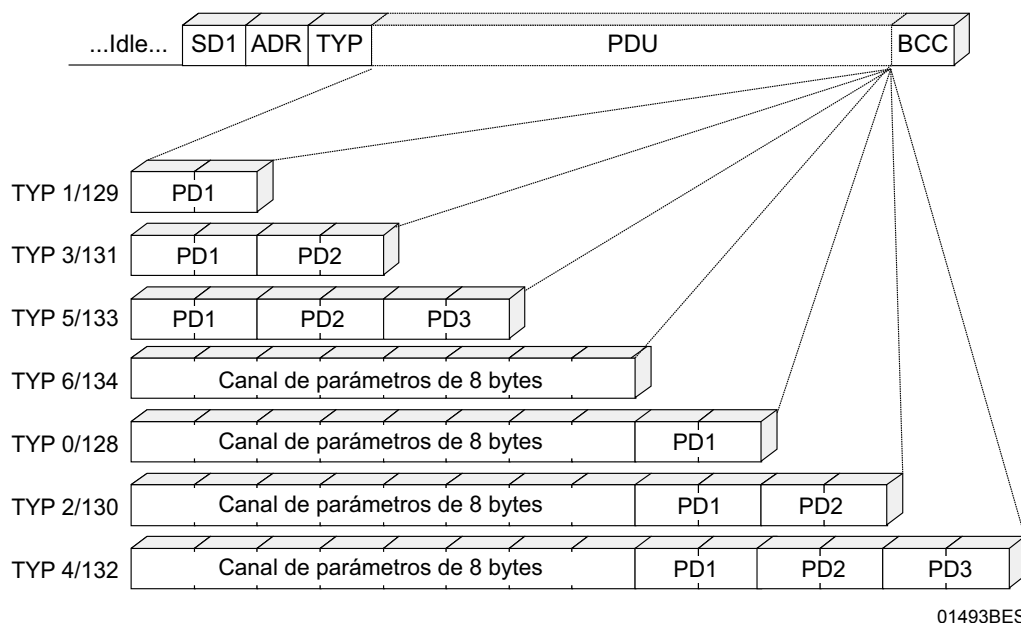 ...Idle... SD1 ADR TYP PDU BCC
TYP 1/129 PD1
TYP 3/131 PD1 PD2
TYP 5/133 PD1 PD2 PD3
TYP 6/134 Canal de parámetros de 8 bytes
TYP 0/128 Canal de parámetros de 8 bytes PD1
TYP 2/130 Canal de parámetros de 8 bytes PD1 PD2
TYP 4/132 Canal de parámetros de 8 bytes PD1 PD2 PD3
01493BES